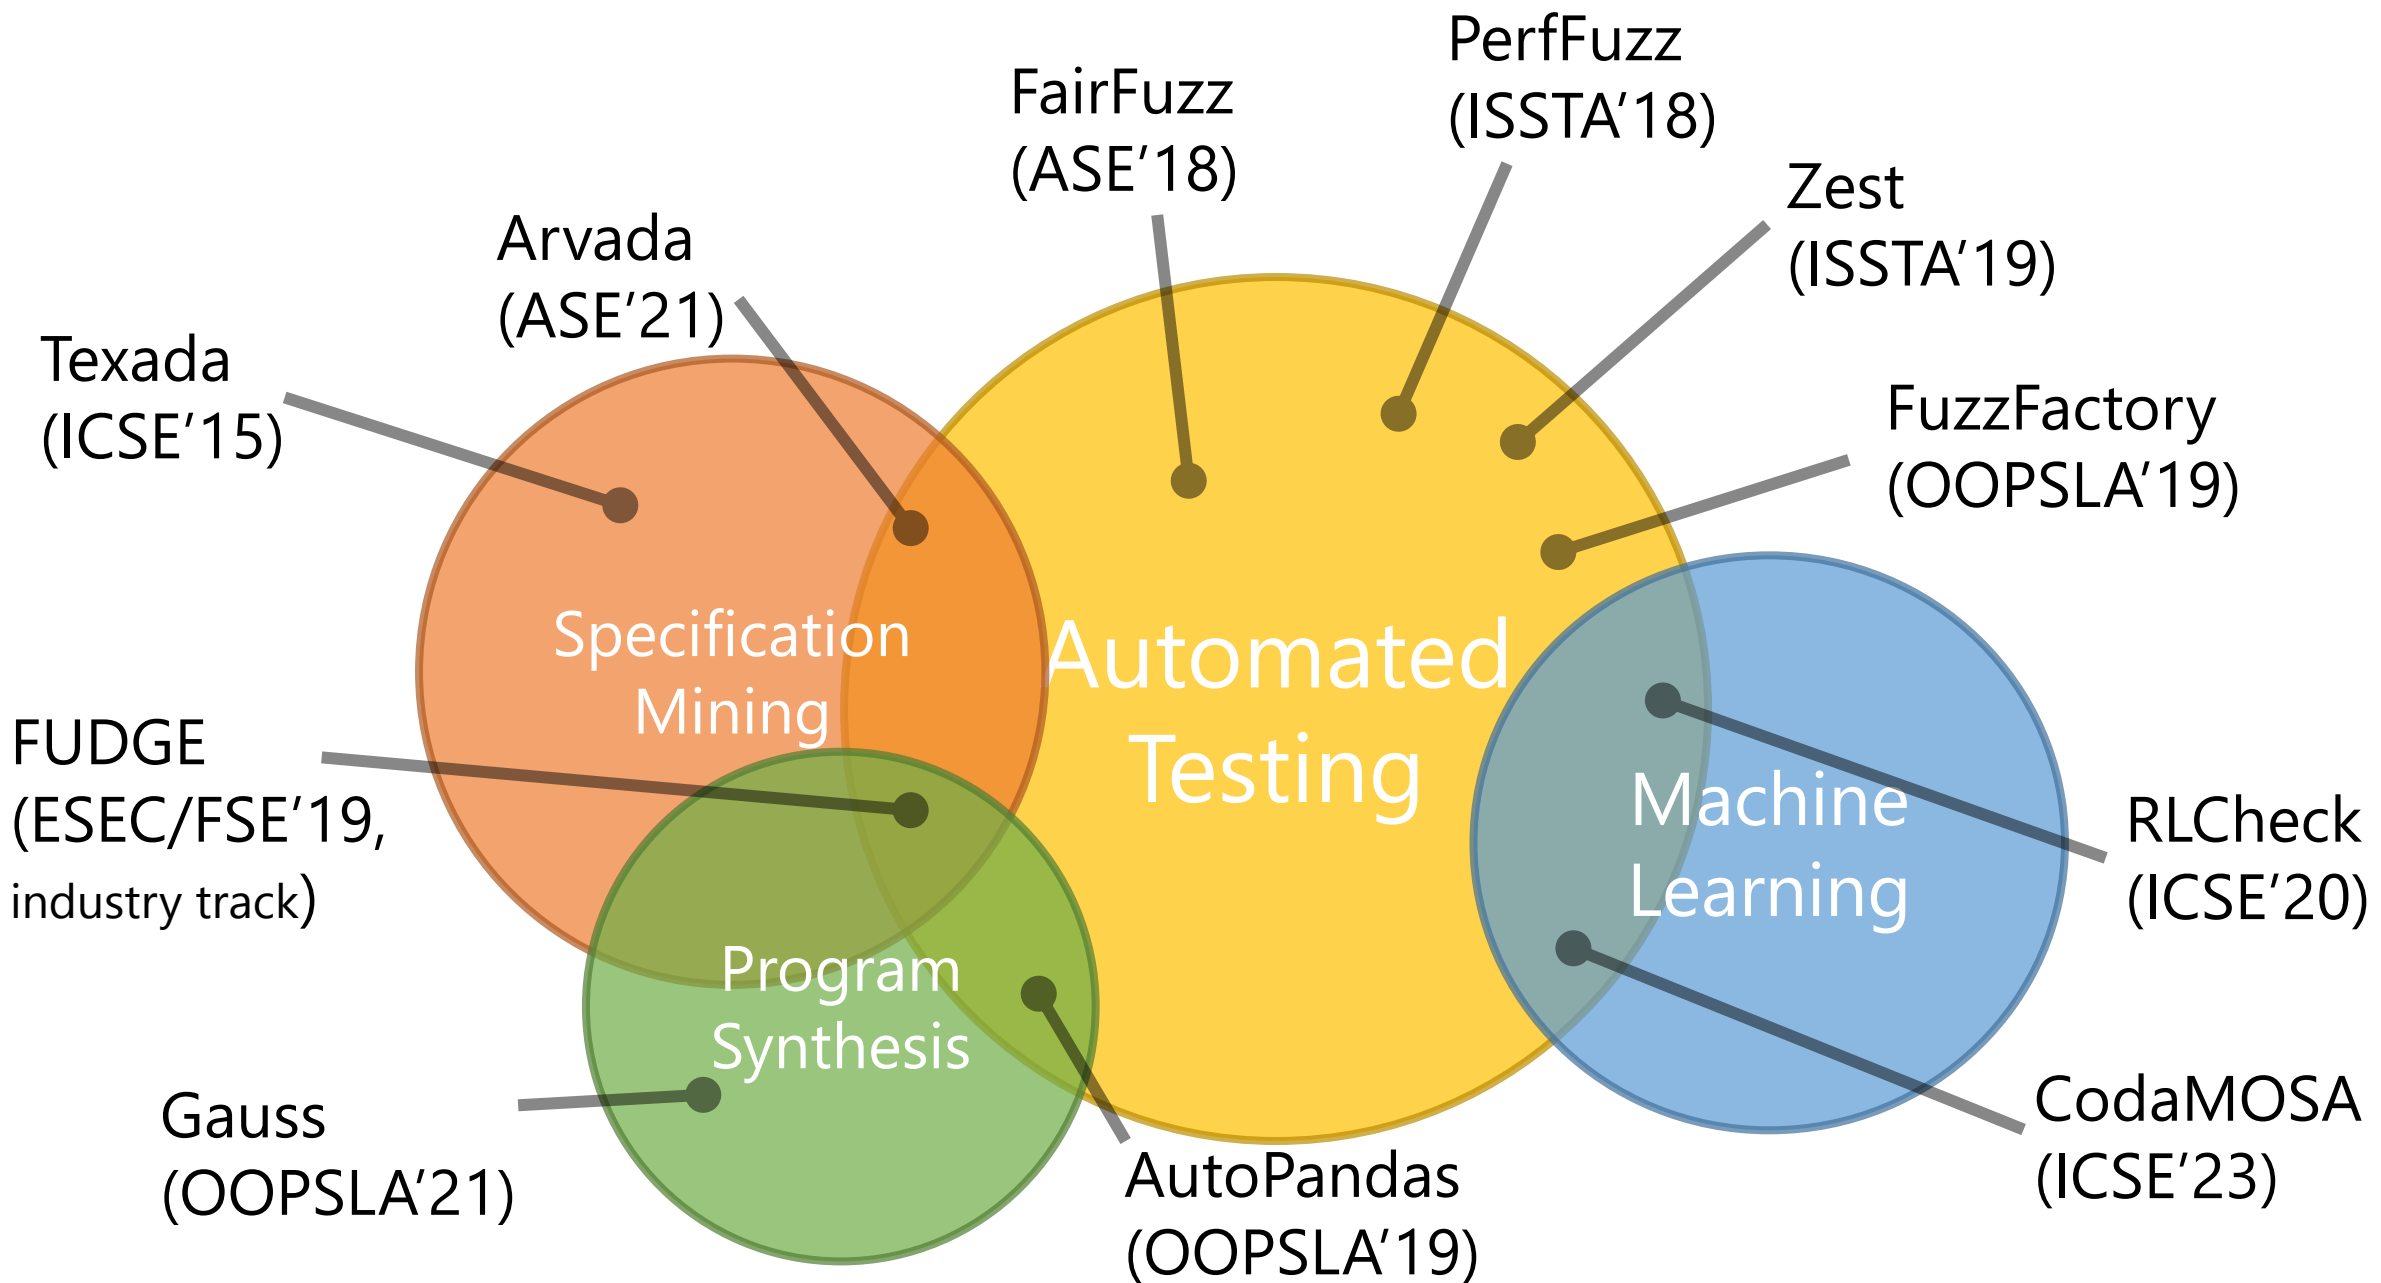 PerfFuzz
(ISSTA’18)
FairFuzz
(ASE’18)
Zest
(ISSTA’19)
Arvada
(ASE’21)
Texada
(ICSE’15)
FuzzFactory
(OOPSLA’19)
Specification
Mining
Automated
Testing
FUDGE
(ESEC/FSE’19,
industry track)
Machine
Learning
RLCheck
(ICSE’20)
Program
Synthesis
Gauss
(OOPSLA’21)
AutoPandas
(OOPSLA’19)
CodaMOSA
(ICSE’23)